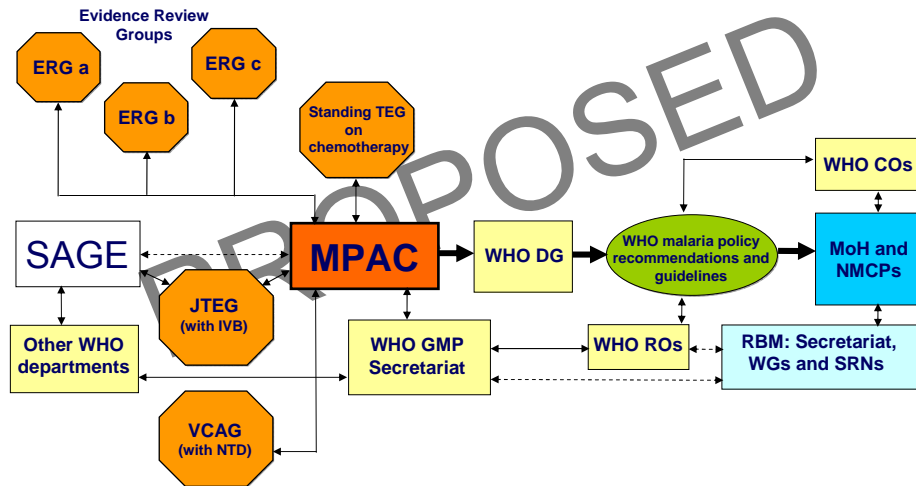 Evidence Review
Groups
ERG a
ERG b
ERG c
Standing TEG
on
chemotherapy
PROPOSED
WHO COs
SAGE
MPAC
WHO DG
WHO malaria policy
recommendations and
guidelines
MoH and
NMCPs
JTEG
(with IVB)
Other WHO
departments
WHO GMP
Secretariat
WHO ROs
RBM: Secretariat,
WGs and SRNs
VCAG
(with NTD)